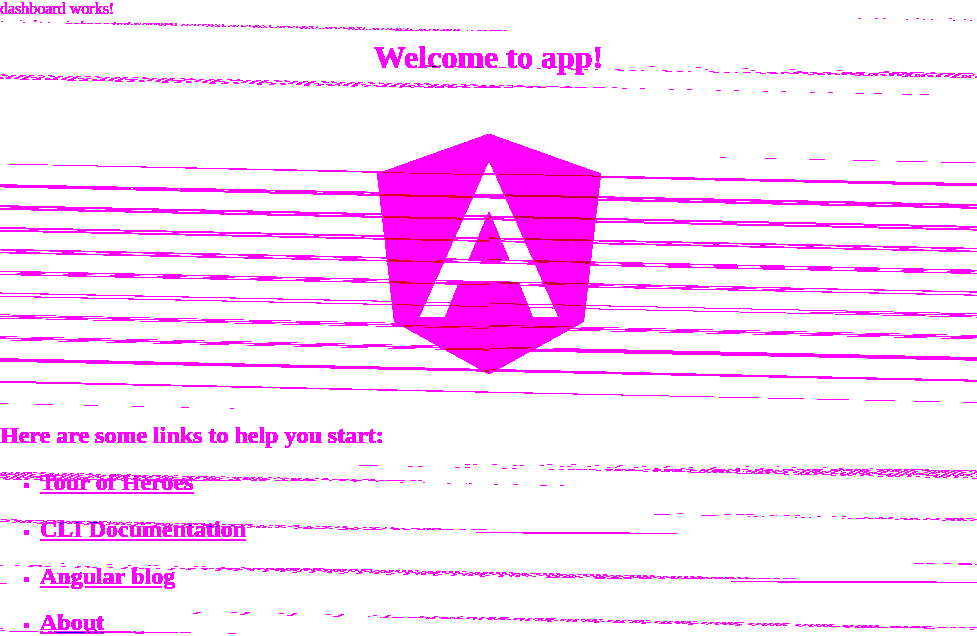 dashboard works!
Welcome to app!
Here are some links to help you start:
Tour of Heroes
CLI Documentation
Angular blog
About